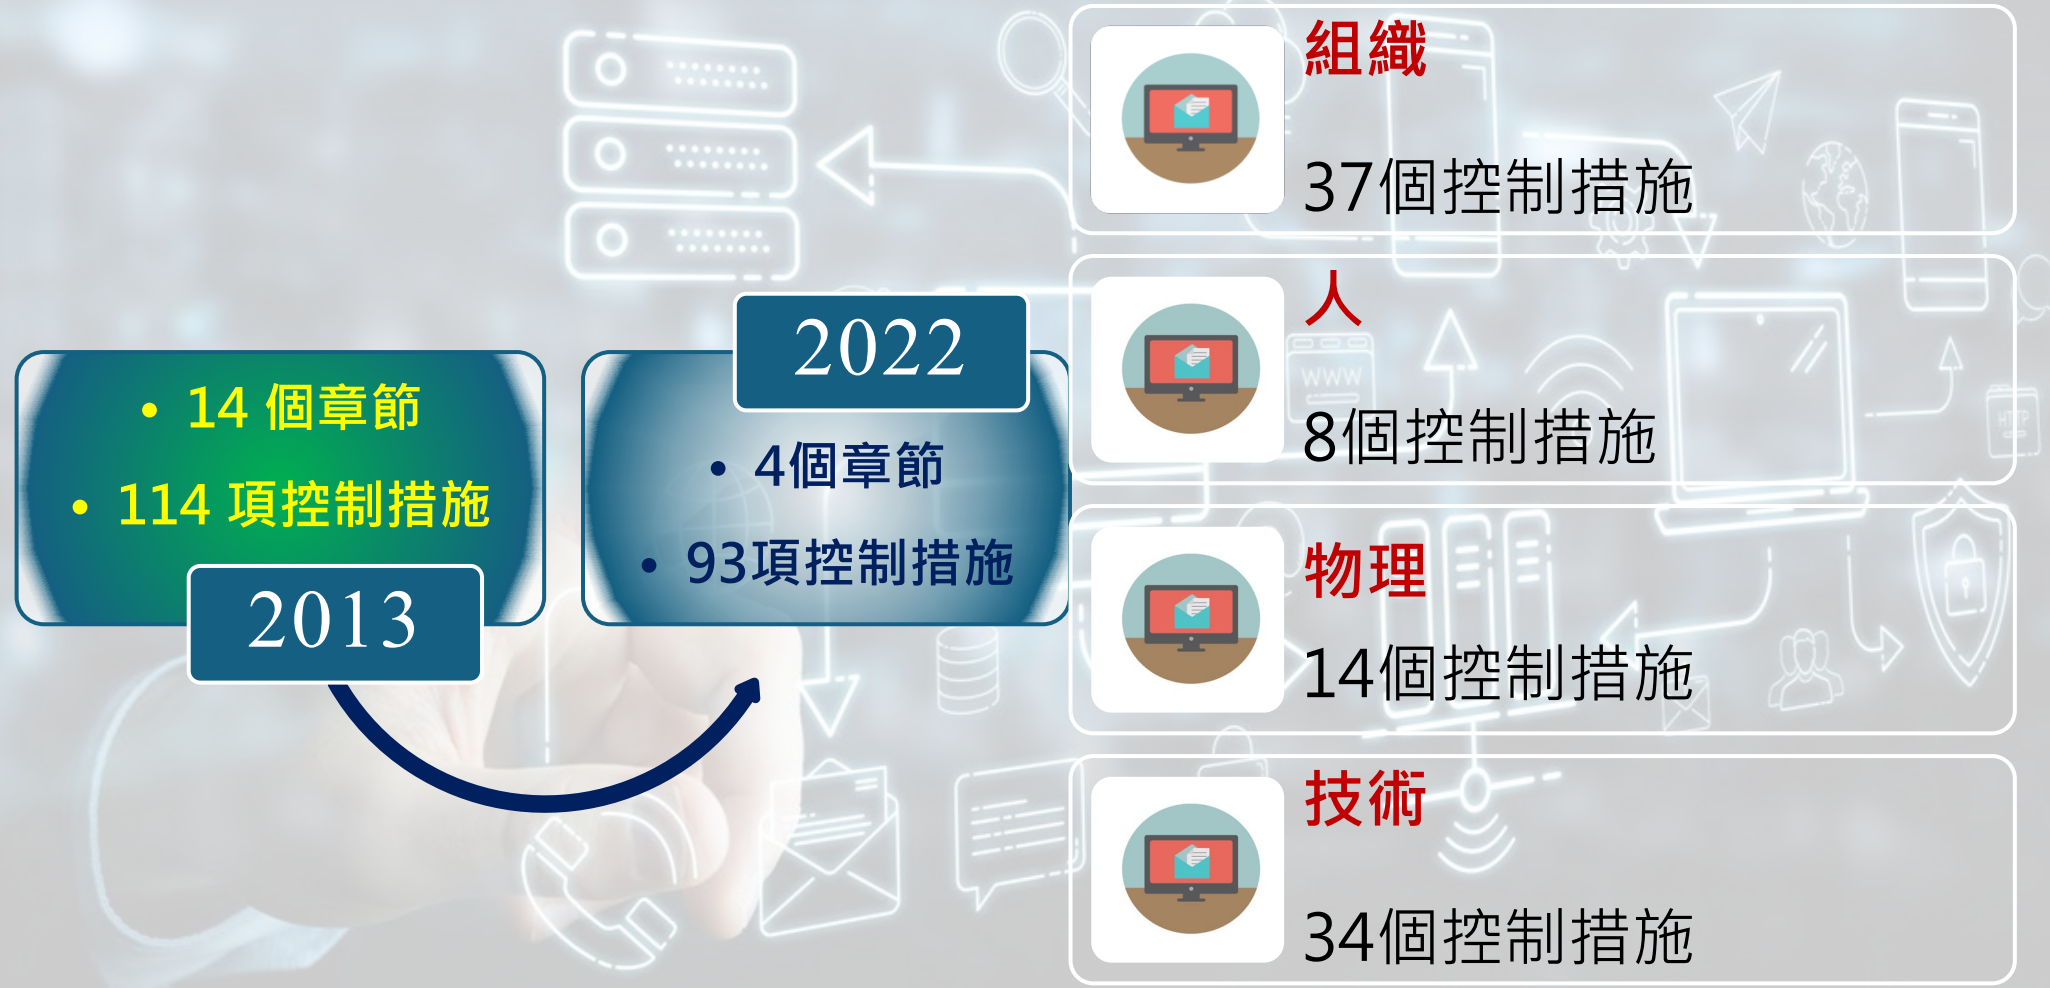 • 14 個章節
• 114 項控制措施
2013
2022
• 4個章節
• 93項控制措施
組織
37個控制措施
人
8個控制措施
物理
14個控制措施
技術
34個控制措施
WWW
HTTP